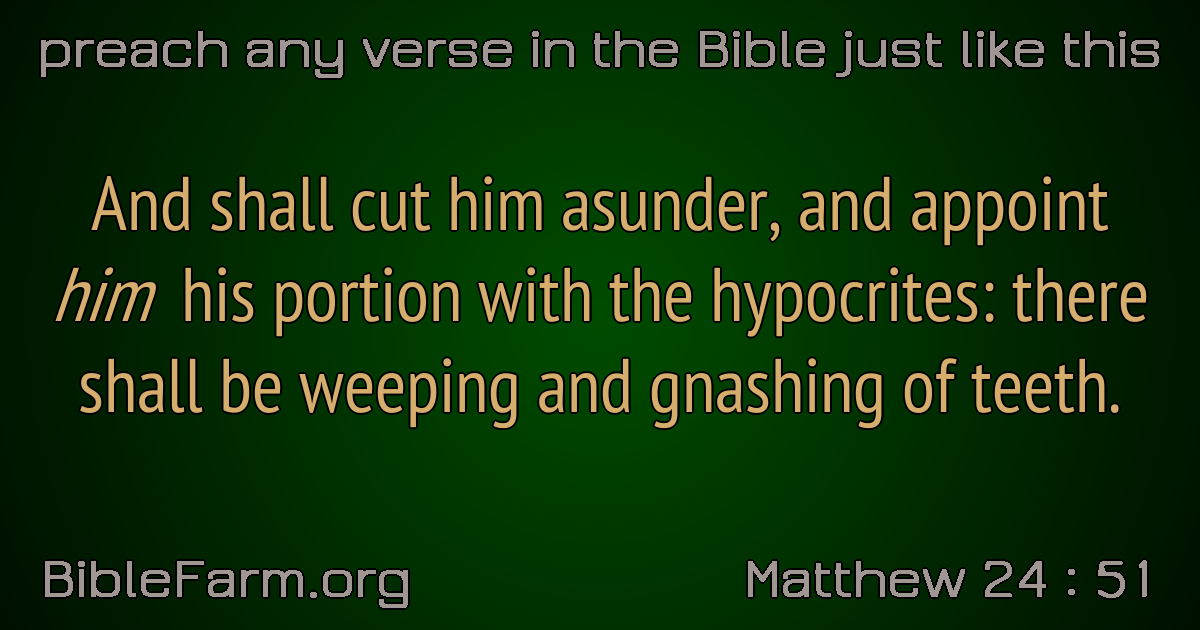 preach any verse in the Bible just like this
And shall cut him asunder, and appoint
him his portion with the hypocrites: there
shall be weeping and gnashing of teeth.
BibleFarm.org
Matthew 24 : 51